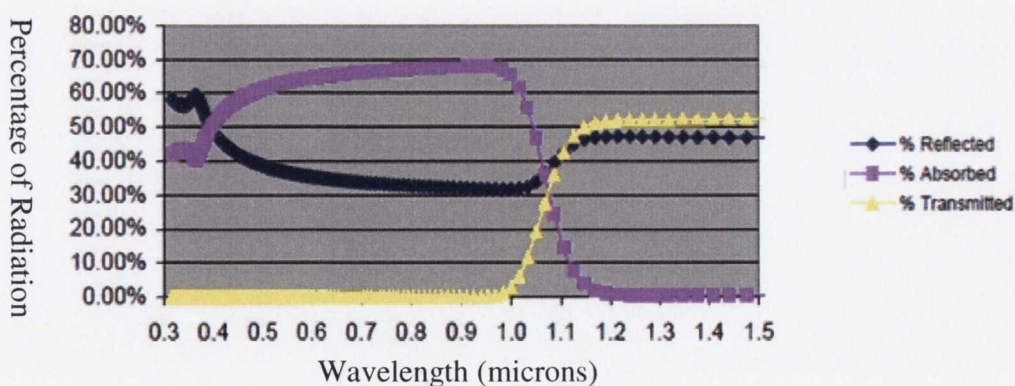 Percentage of Radiation
80.00%
70.00%
60.00%
50.00%
40.00%
30.00%
20.00%
10.00%
0.00%
0.3 0.4 0.5 0.6 0.7 0.8 0.9 1.0 1.1 1.2 1.3 1.4 1.5
Wavelength (microns)
% Reflected
% Absorbed
% Transmitted